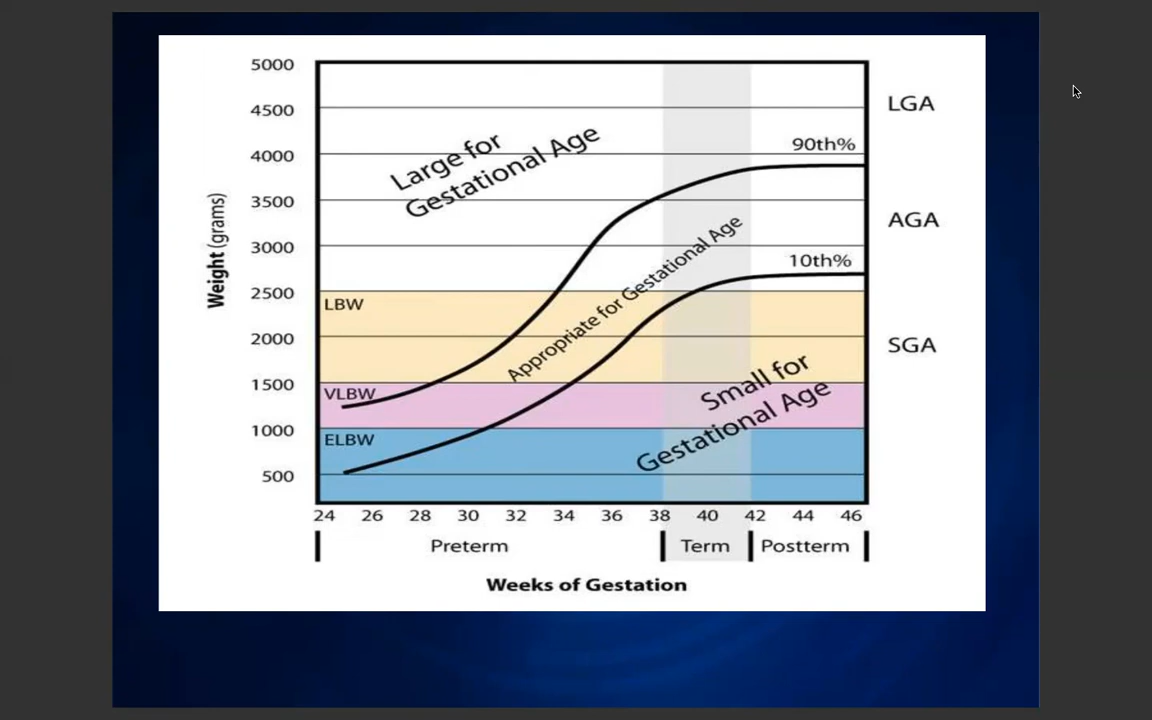 5000
4500
4000
3500
3000
2500
2000
1500
1000
500
Weight (grams)
Large for
Gestational Age
Appropriate for Gestational Age
Small for
Gestational Age
90th%
10th%
LBW
VLBW
ELBW
LGA
AGA
SGA
24 26 28 30 32 34 36 38 40 42 44 46
Preterm Term Postterm
Weeks of Gestation